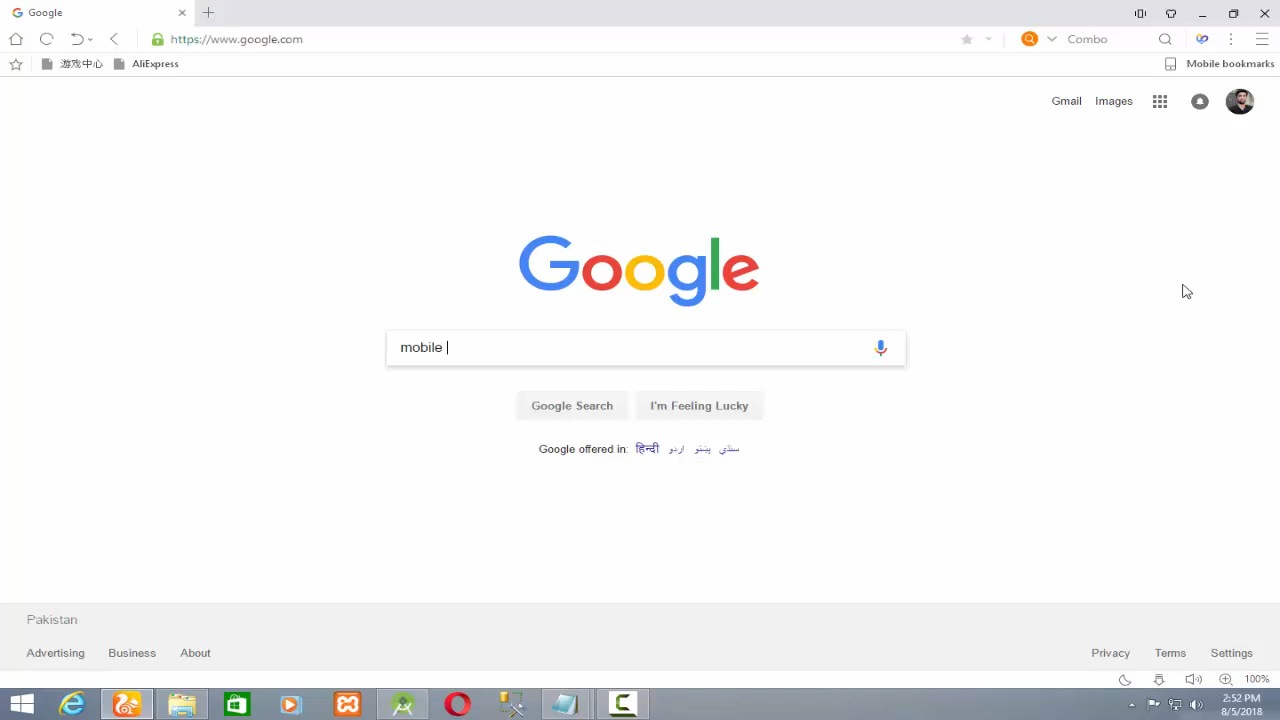 Google
https://www.google.com
Combo
游戏中心 AliExpress
Mobile bookmarks
Gmail Images
Google
mobile
Google Search I'm Feeling Lucky
Google offered in: हिन्दी اردو پښتو سنڌي
Pakistan
Advertising Business About
Privacy Terms Settings
100%
2:52 PM
8/5/2018